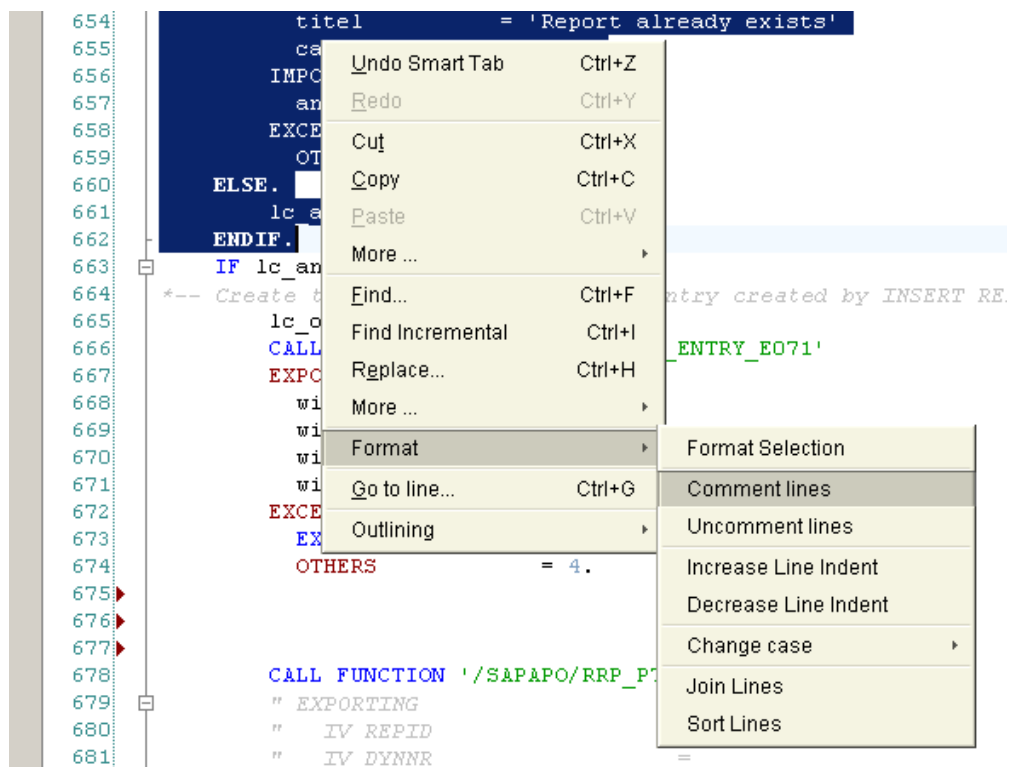 654 titel = 'Report already exists'
655 ca
656 IMPO
657 an
658 EXCE
659 OT
660 ELSE.
661 lc_a
662 ENDIF.
663 IF lc_an
664 *-- Create t ntry created by INSERT RE
665 lc_o
666 CALL _ENTRY_E071'
667 EXPO
668 wi
669 wi
670 wi
671 wi
672 EXCE
673 EX
674 OTHERS = 4.
675
676
677
678 CALL FUNCTION '/SAPAPO/RRP_PT
679 " EXPORTING
680 " IV REPID
681 " IV DYNNR =
Undo Smart Tab Ctrl+Z
Redo Ctrl+Y
Cut Ctrl+X
Copy Ctrl+C
Paste Ctrl+V
More ...
Find... Ctrl+F
Find Incremental Ctrl+I
Replace... Ctrl+H
More ...
Format
Go to line... Ctrl+G
Outlining
Format Selection
Comment lines
Uncomment lines
Increase Line Indent
Decrease Line Indent
Change case
Join Lines
Sort Lines